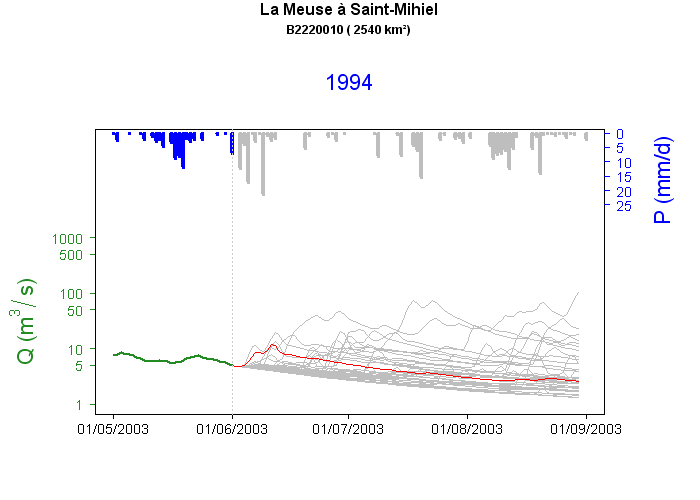 La Meuse à Saint-Mihiel
B2220010 ( 2540 km²)
1994
0
5
10
15
20
25
P (mm/d)
1000
500
100
50
10
5
1
Q (m³/ s)
01/05/2003 01/06/2003 01/07/2003 01/08/2003 01/09/2003